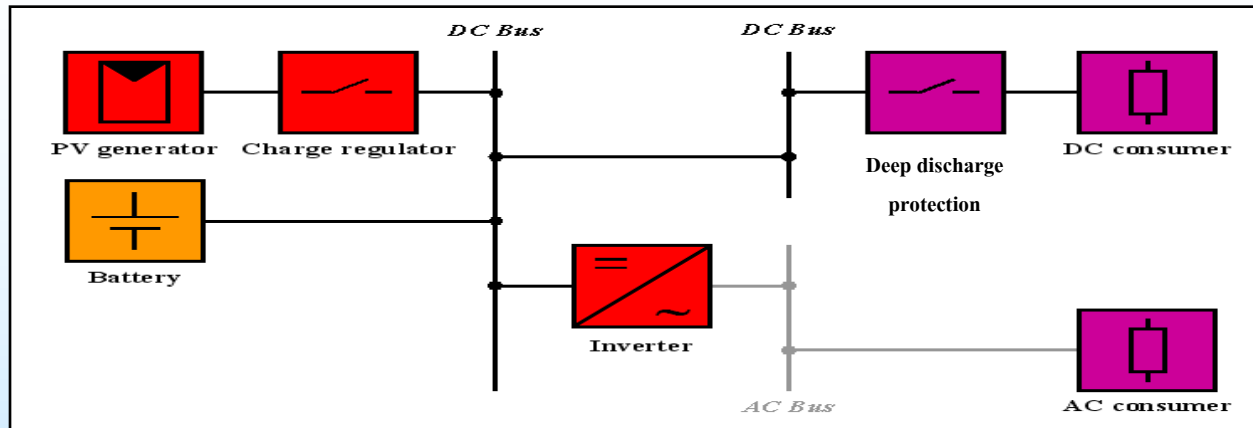 DC Bus
DC Bus
PV generator
Charge regulator
Deep discharge
protection
DC consumer
Battery
Inverter
AC Bus
AC consumer